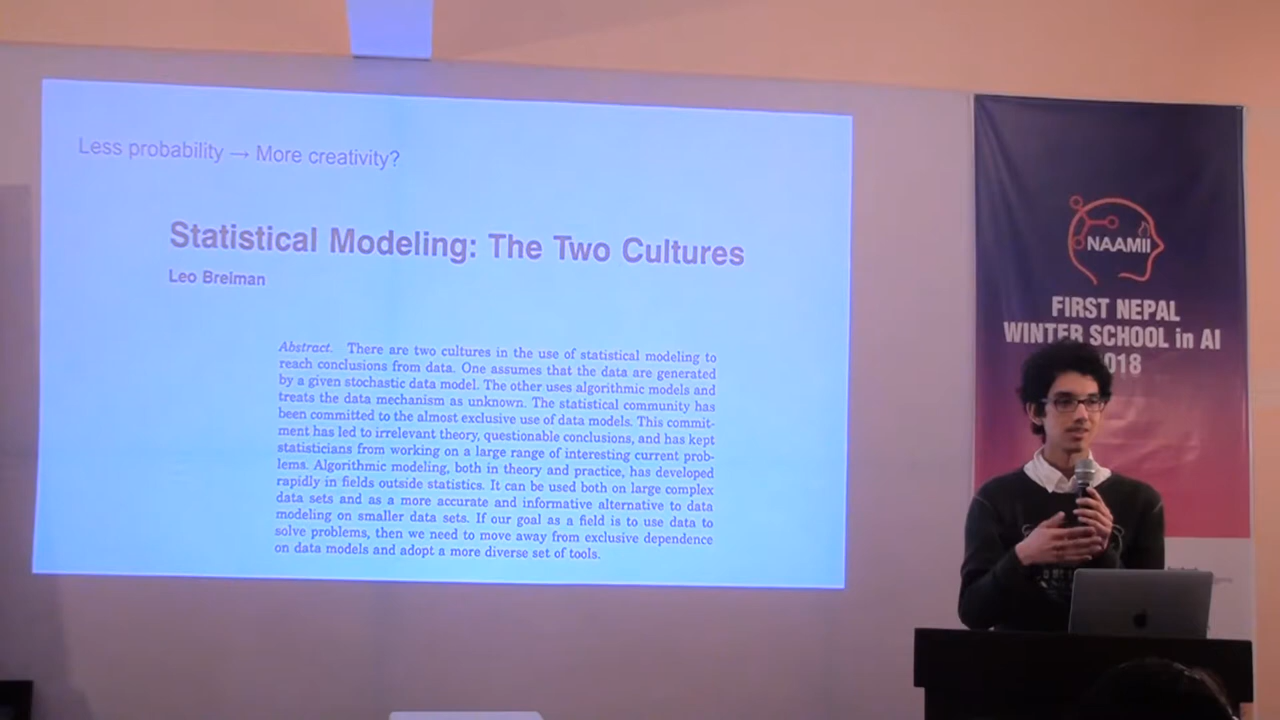 Less probability → More creativity?
Statistical Modeling: The Two Cultures
Leo Breiman
Abstract. There are two cultures in the use of statistical modeling to
reach conclusions from data. One assumes that the data are generated
by a given stochastic data model. The other uses algorithmic models and
treats the data mechanism as unknown. The statistical community has
been committed to the almost exclusive use of data models. This commit-
ment has led to irrelevant theory, questionable conclusions, and has kept
statisticians from working on a large range of interesting current prob-
lems. Algorithmic modeling, both in theory and practice, has developed
rapidly in fields outside statistics. It can be used both on large complex
data sets and as a more accurate and informative alternative to data
modeling on smaller data sets. If our goal as a field is to use data to
solve problems, then we need to move away from exclusive dependence
on data models and adopt a more diverse set of tools.
NAAMII
FIRST NEPAL
WINTER SCHOOL in AI
018